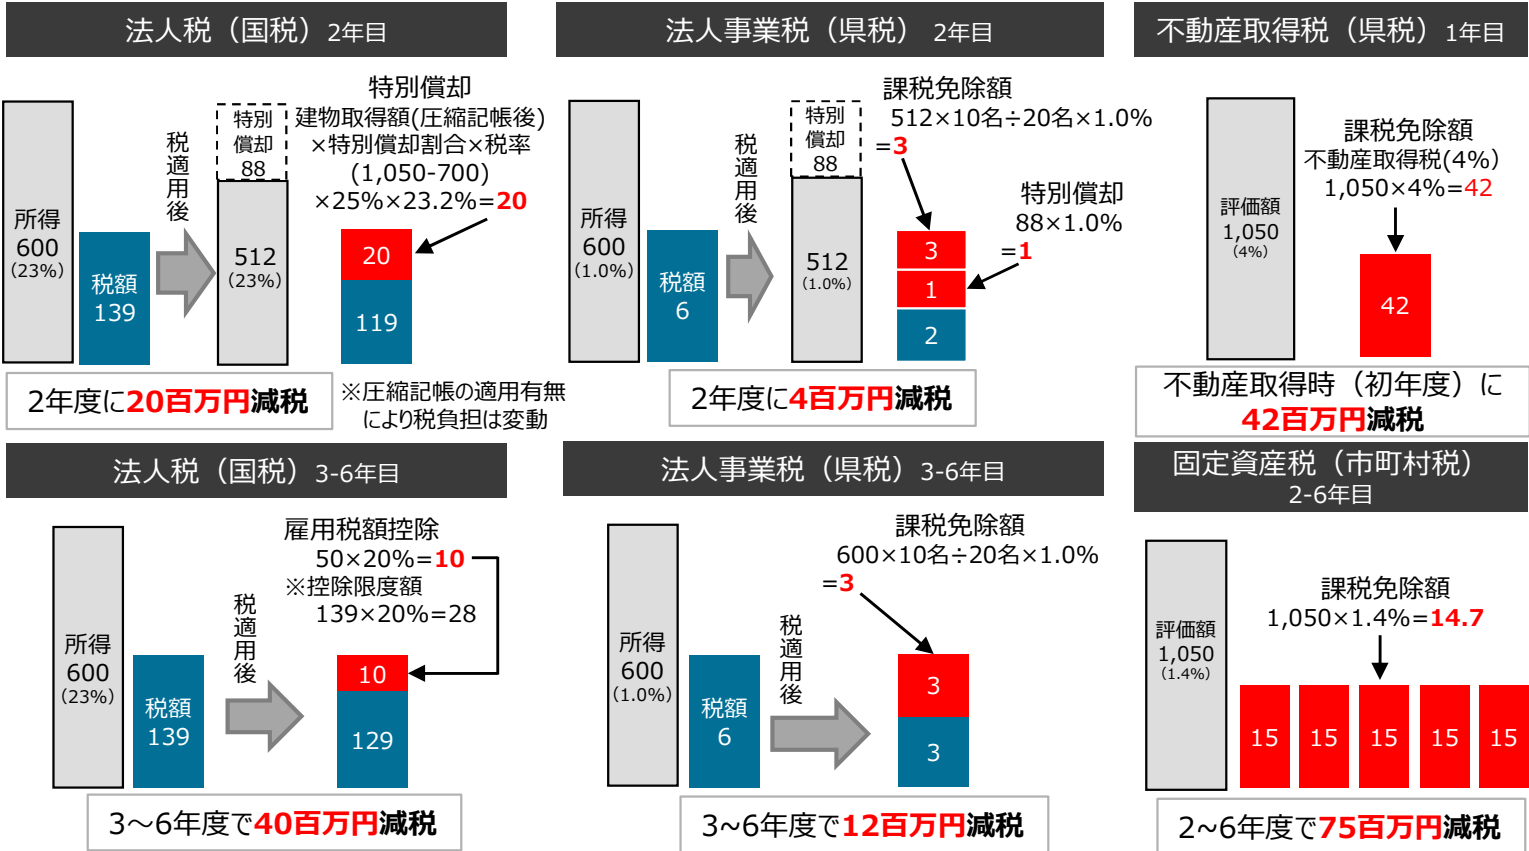 法人税（国税）2年目
所得
600
(23%)
税額
139
税適用後
特別
償却
88
512
(23%)
特別償却
建物取得額(圧縮記帳後)
×特別償却割合×税率
(1,050-700)
×25%×23.2%=20
20
119
2年度に20百万円減税
※圧縮記帳の適用有無
により税負担は変動
法人事業税（県税） 2年目
所得
600
(1.0%)
税額
6
税適用後
特別
償却
88
512
(1.0%)
課税免除額
512×10名÷20名×1.0%
=3
特別償却
88×1.0%
=1
3
1
2
2年度に4百万円減税
不動産取得税（県税）1年目
評価額
1,050
(4%)
課税免除額
不動産取得税(4%)
1,050×4%=42
42
不動産取得時（初年度）に
42百万円減税
法人税（国税）3-6年目
所得
600
(23%)
税額
139
税適用後
雇用税額控除
50×20%=10
※控除限度額
139×20%=28
10
129
3～6年度で40百万円減税
法人事業税（県税）3-6年目
所得
600
(1.0%)
税額
6
税適用後
課税免除額
600×10名÷20名×1.0%
=3
3
3
3~6年度で12百万円減税
固定資産税（市町村税）
2-6年目
評価額
1,050
(1.4%)
課税免除額
1,050×1.4%=14.7
15 15 15 15 15
2~6年度で75百万円減税